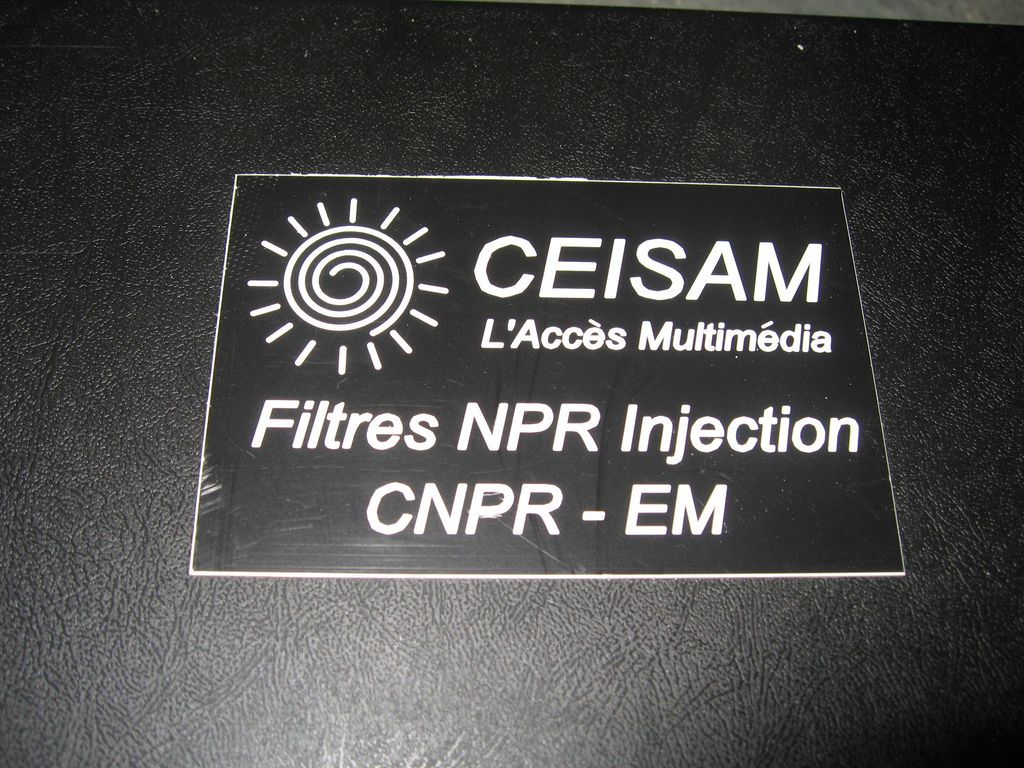 CEISAM
L'Accès Multimédia
Filtres NPR Injection
CNPR - EM